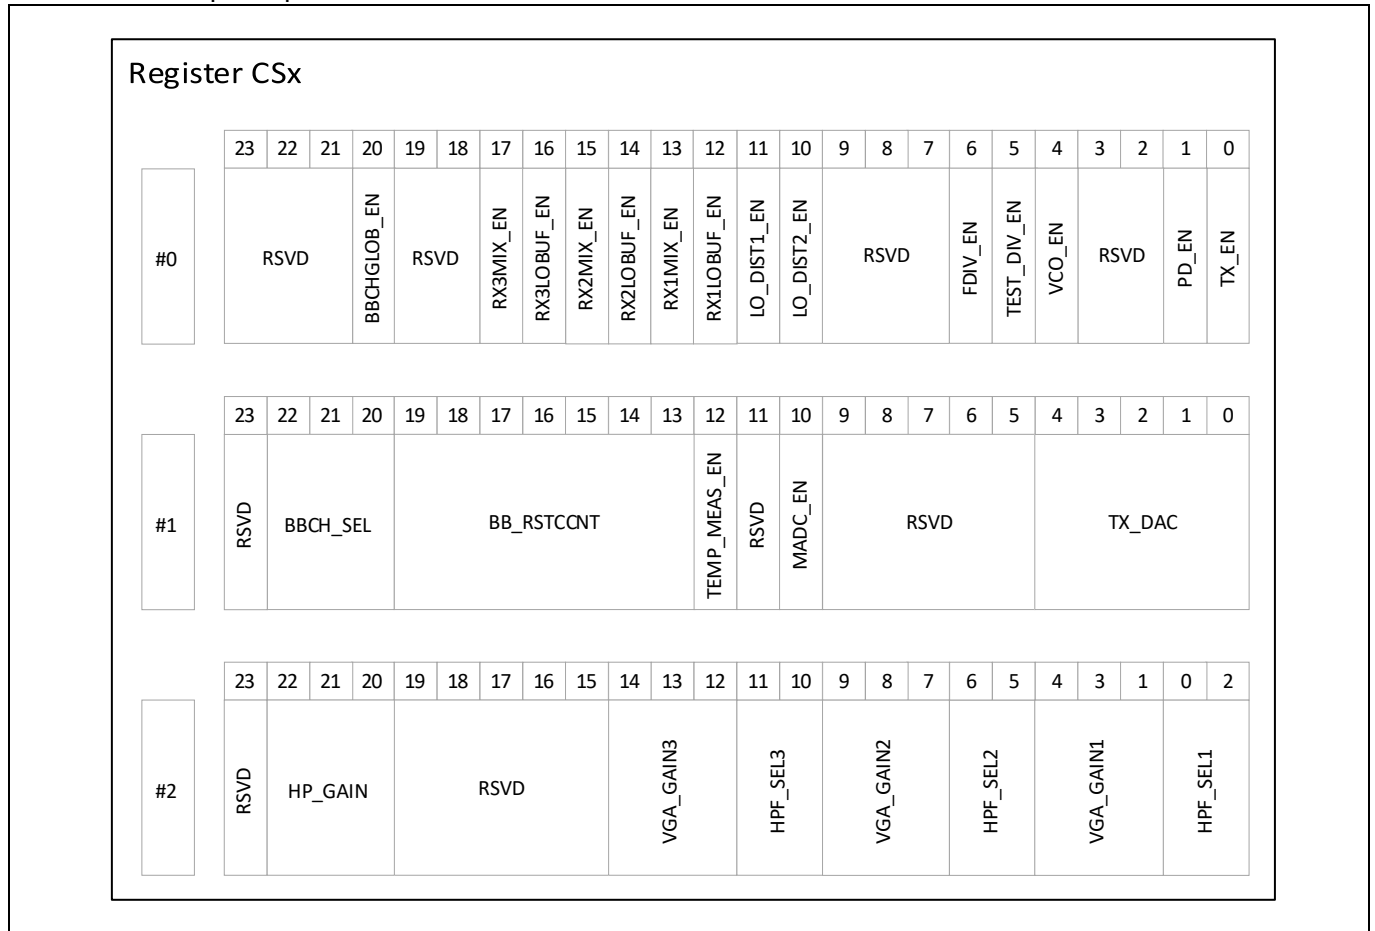 Register CSx
23 22 21 20 19 18 17 16 15 14 13 12 11 10 9 8 7 6 5 4 3 2 1 0
#0 RSVD BBCHGLOB_EN RSVD RX3MIX_EN RX3LOBUF_EN RX2MIX_EN RX2LOBUF_EN RX1MIX_EN RX1LOBUF_EN LO_DIST1_EN LO_DIST2_EN RSVD FDIV_EN TEST_DIV_EN VCO_EN RSVD PD_EN TX_EN
23 22 21 20 19 18 17 16 15 14 13 12 11 10 9 8 7 6 5 4 3 2 1 0
#1 RSVD BBCH_SEL BB_RSTCCNT TEMP_MEAS_EN RSVD MADC_EN RSVD TX_DAC
23 22 21 20 19 18 17 16 15 14 13 12 11 10 9 8 7 6 5 4 3 1 0 2
#2 RSVD HP_GAIN RSVD VGA_GAIN3 HPF_SEL3 VGA_GAIN2 HPF_SEL2 VGA_GAIN1 HPF_SEL1